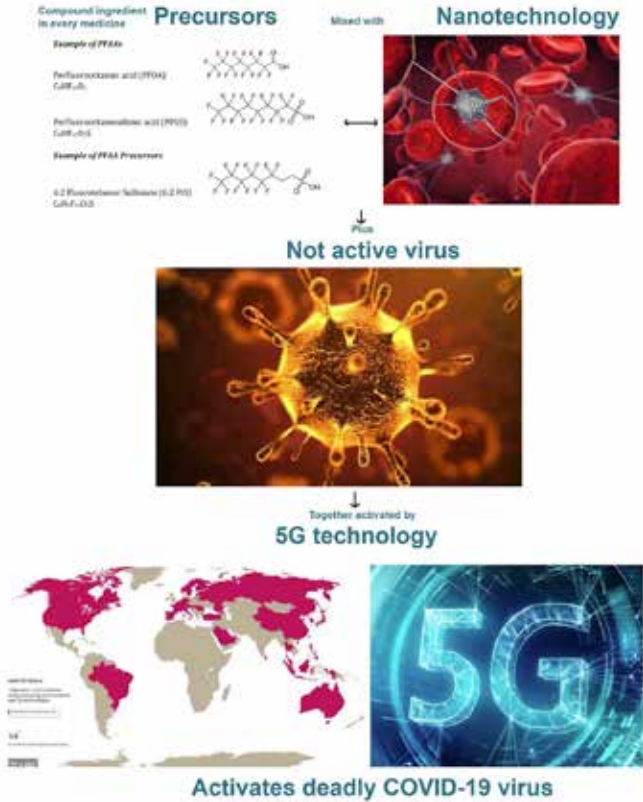 Compound ingredient
in every medicine
Precursors
Mixed with
Nanotechnology
Example of PFAAs
Perfluorooctanoic acid (PFOA)
Perfluorooctanesulfonic acid (PFOS)
Example of PFAA Precursors
6:2 Fluorotelomer Sulfonate (6:2 FtS)
Plus
Not active virus
Together activated by
5G technology
5G
Activates deadly COVID-19 virus